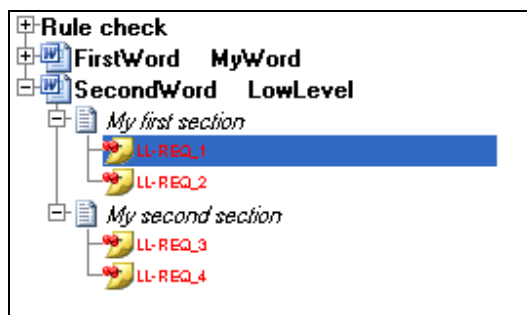 Rule check
FirstWord MyWord
SecondWord LowLevel
My first section
LL-REQ_1
LL-REQ_2
My second section
LL-REQ_3
LL-REQ_4